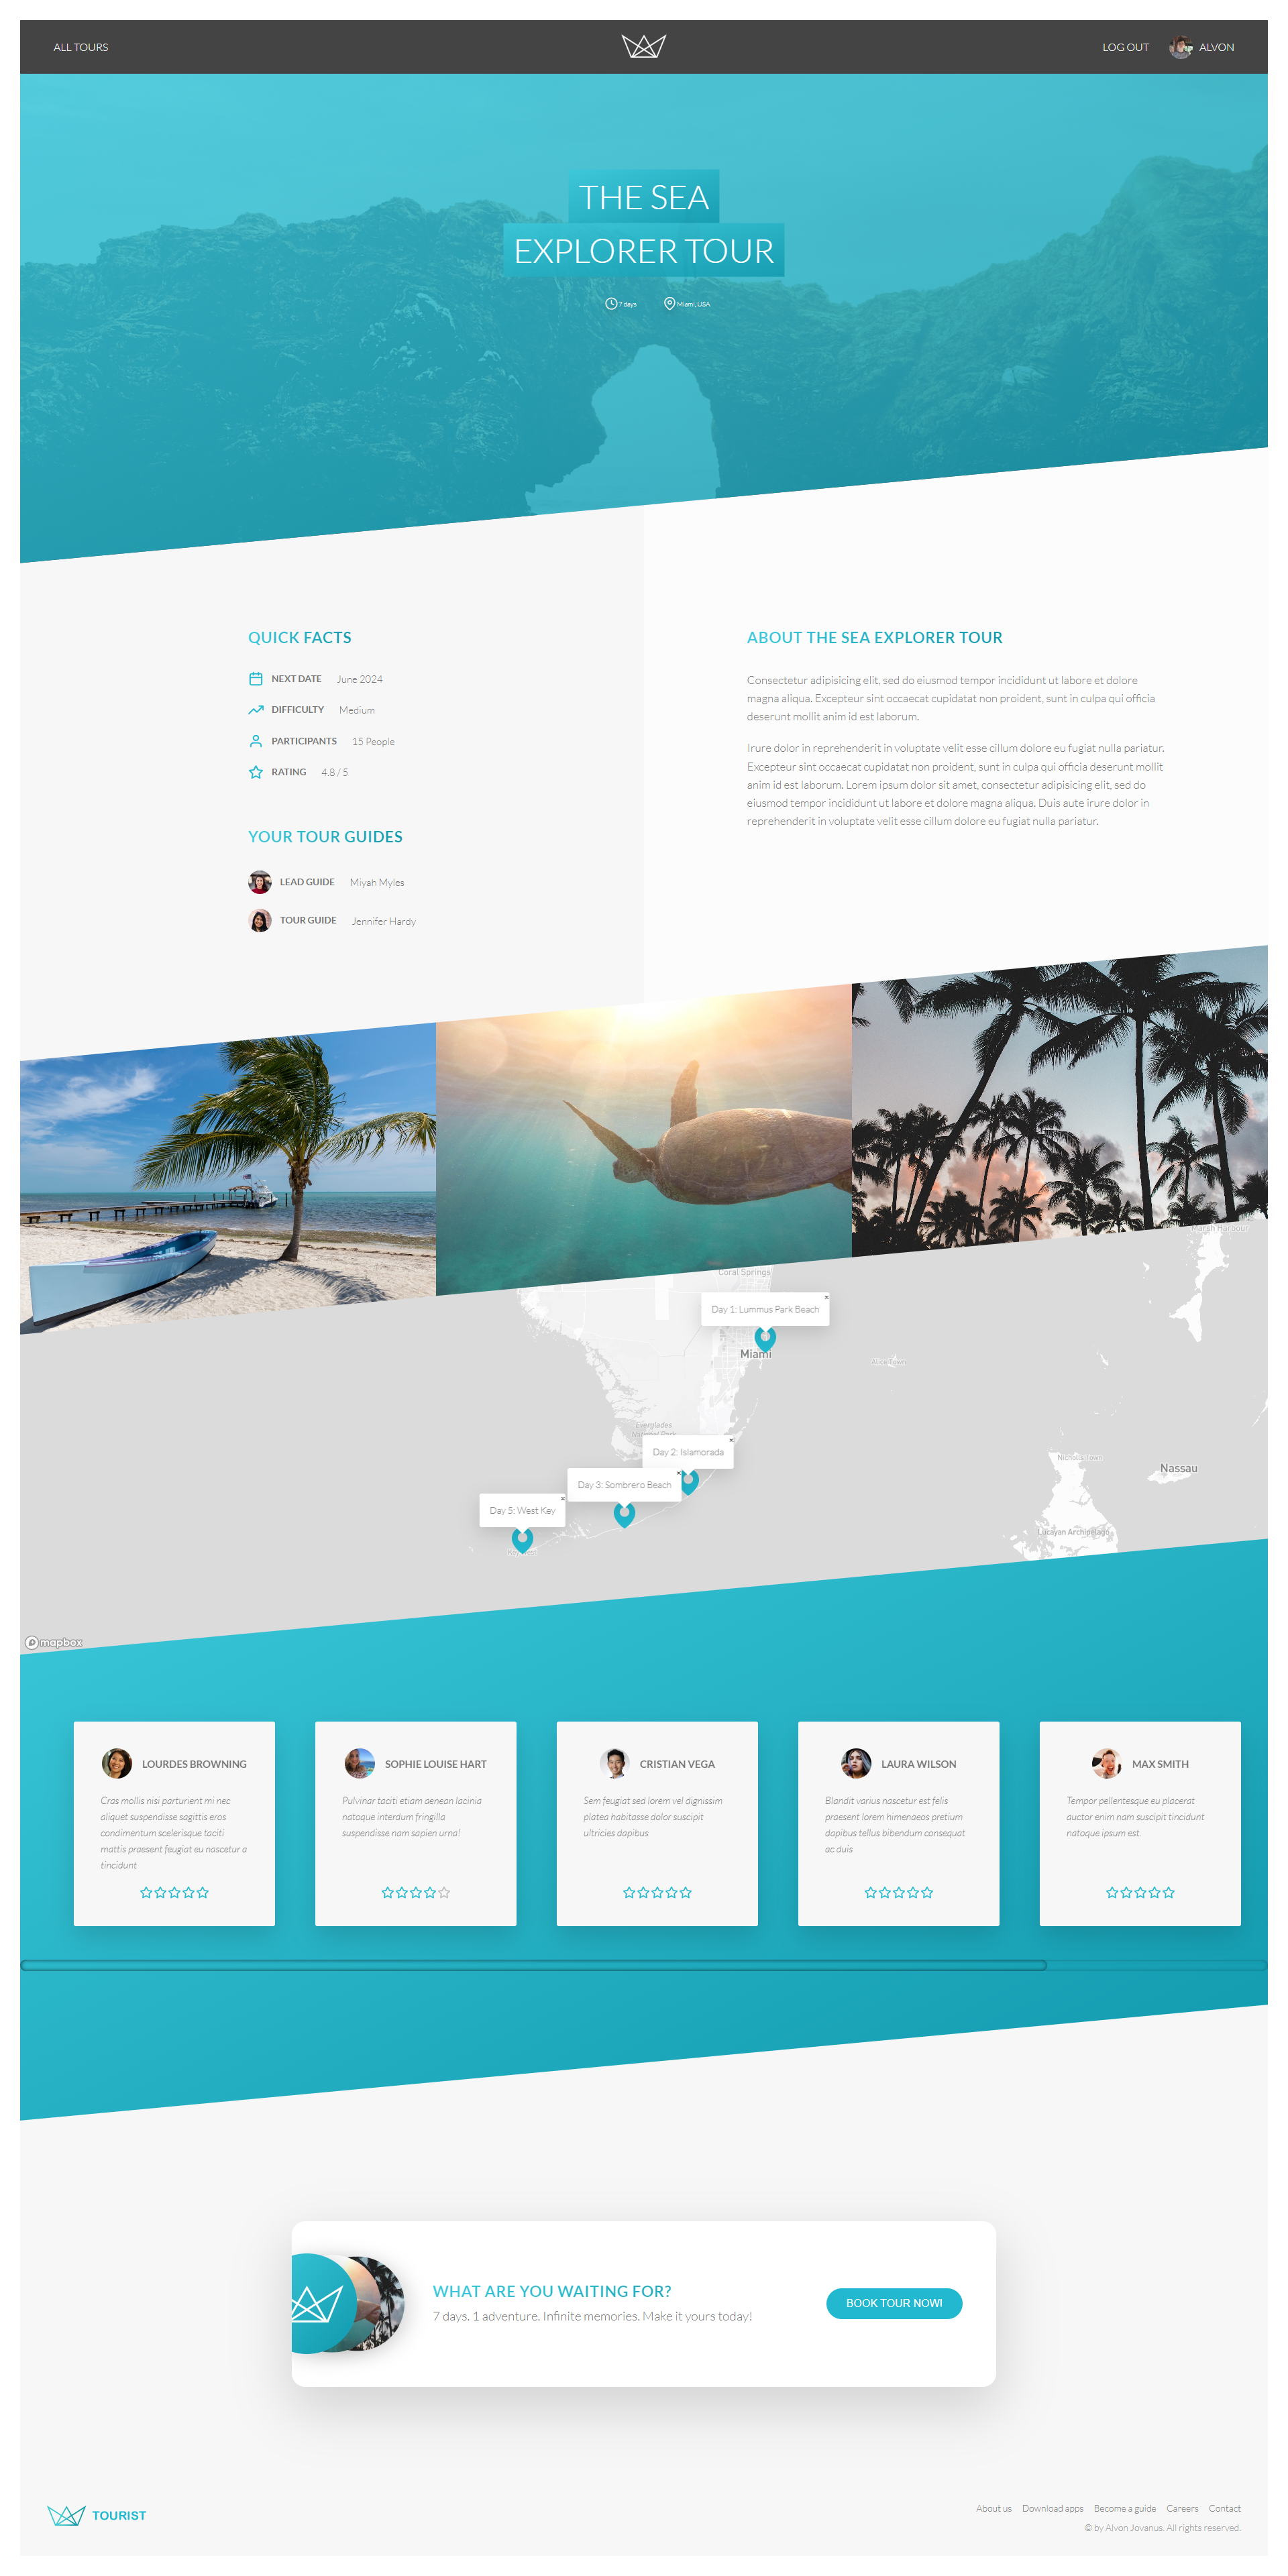 ALL TOURS
LOG OUT
ALVON
THE SEA
EXPLORER TOUR
7 days
Miami, USA
QUICK FACTS
NEXT DATE June 2024
DIFFICULTY Medium
PARTICIPANTS 15 People
RATING 4.8 / 5
YOUR TOUR GUIDES
LEAD GUIDE Miyah Myles
TOUR GUIDE Jennifer Hardy
ABOUT THE SEA EXPLORER TOUR
Consectetur adipisicing elit, sed do eiusmod tempor incididunt ut labore et dolore
magna aliqua. Excepteur sint occaecat cupidatat non proident, sunt in culpa qui officia
deserunt mollit anim id est laborum.
Irure dolor in reprehenderit in voluptate velit esse cillum dolore eu fugiat nulla pariatur.
Excepteur sint occaecat cupidatat non proident, sunt in culpa qui officia deserunt mollit
anim id est laborum. Lorem ipsum dolor sit amet, consectetur adipisicing elit, sed do
eiusmod tempor incididunt ut labore et dolore magna aliqua. Duis aute irure dolor in
reprehenderit in voluptate velit esse cillum dolore eu fugiat nulla pariatur.
Marsh Harbour
Coral Springs
Day 1: Lummus Park Beach
Miami
Everglades
National Park
Day 2: Islamorada
Nicholls Town
Nassau
Day 3: Sombrero Beach
Day 5: West Key
Lucayan Archipelago
mapbox
LOURDES BROWNING
Cras mollis nisi parturient mi nec
aliquet suspendisse sagittis eros
condimentum scelerisque taciti
mattis praesent feugiat eu nascetur a
tincidunt
SOPHIE LOUISE HART
Pulvinar taciti etiam aenean lacinia
natoque interdum fringilla
suspendisse nam sapien urna!
CRISTIAN VEGA
Sem feugiat sed lorem vel dignissim
platea habitasse dolor suscipit
ultricies dapibus
LAURA WILSON
Blandit varius nascetur est felis
praesent lorem himenaeos pretium
dapibus tellus bibendum consequat
ac duis
MAX SMITH
Tempor pellentesque eu placerat
auctor enim nam suscipit tincidunt
natoque ipsum est.
WHAT ARE YOU WAITING FOR?
7 days. 1 adventure. Infinite memories. Make it yours today!
BOOK TOUR NOW!
TOURIST
About us Download apps Become a guide Careers Contact
© by Alvon Jovanus. All rights reserved.